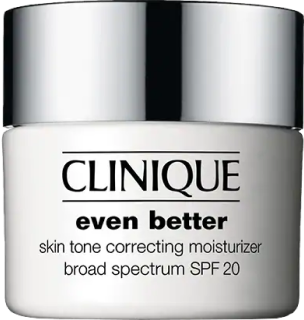 CLINIQUE
even better
skin tone correcting moisturizer
broad spectrum SPF 20